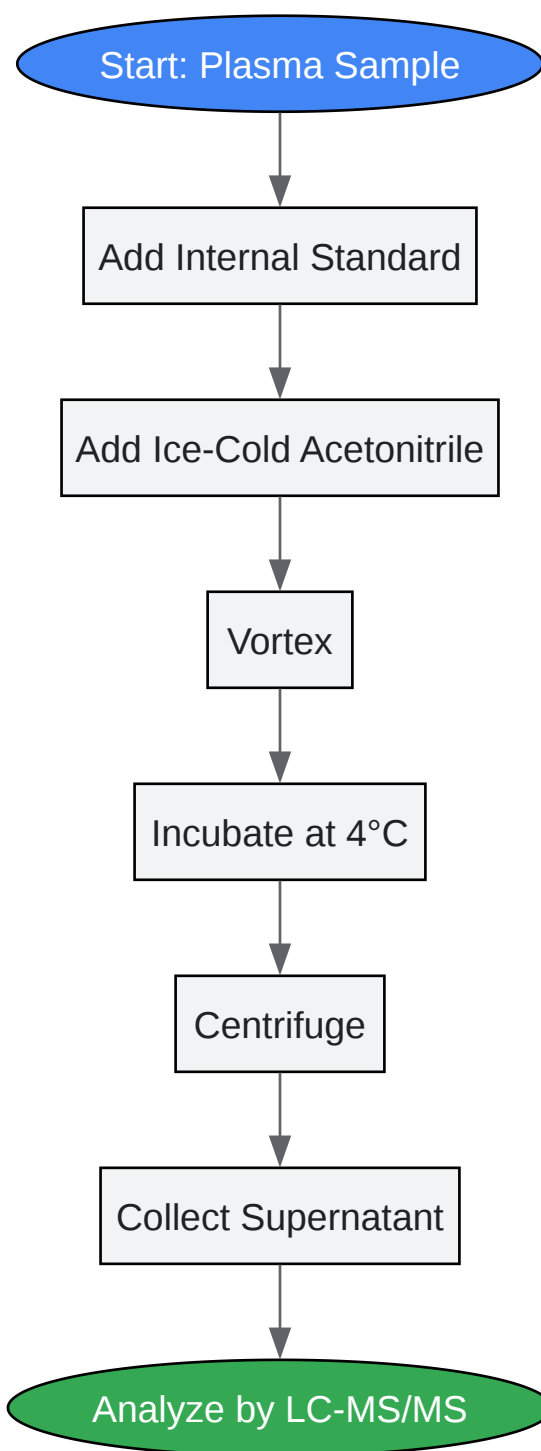 Start: Plasma Sample
Add Internal Standard
Add Ice-Cold Acetonitrile
Vortex
Incubate at 4°C
Centrifuge
Collect Supernatant
Analyze by LC-MS/MS